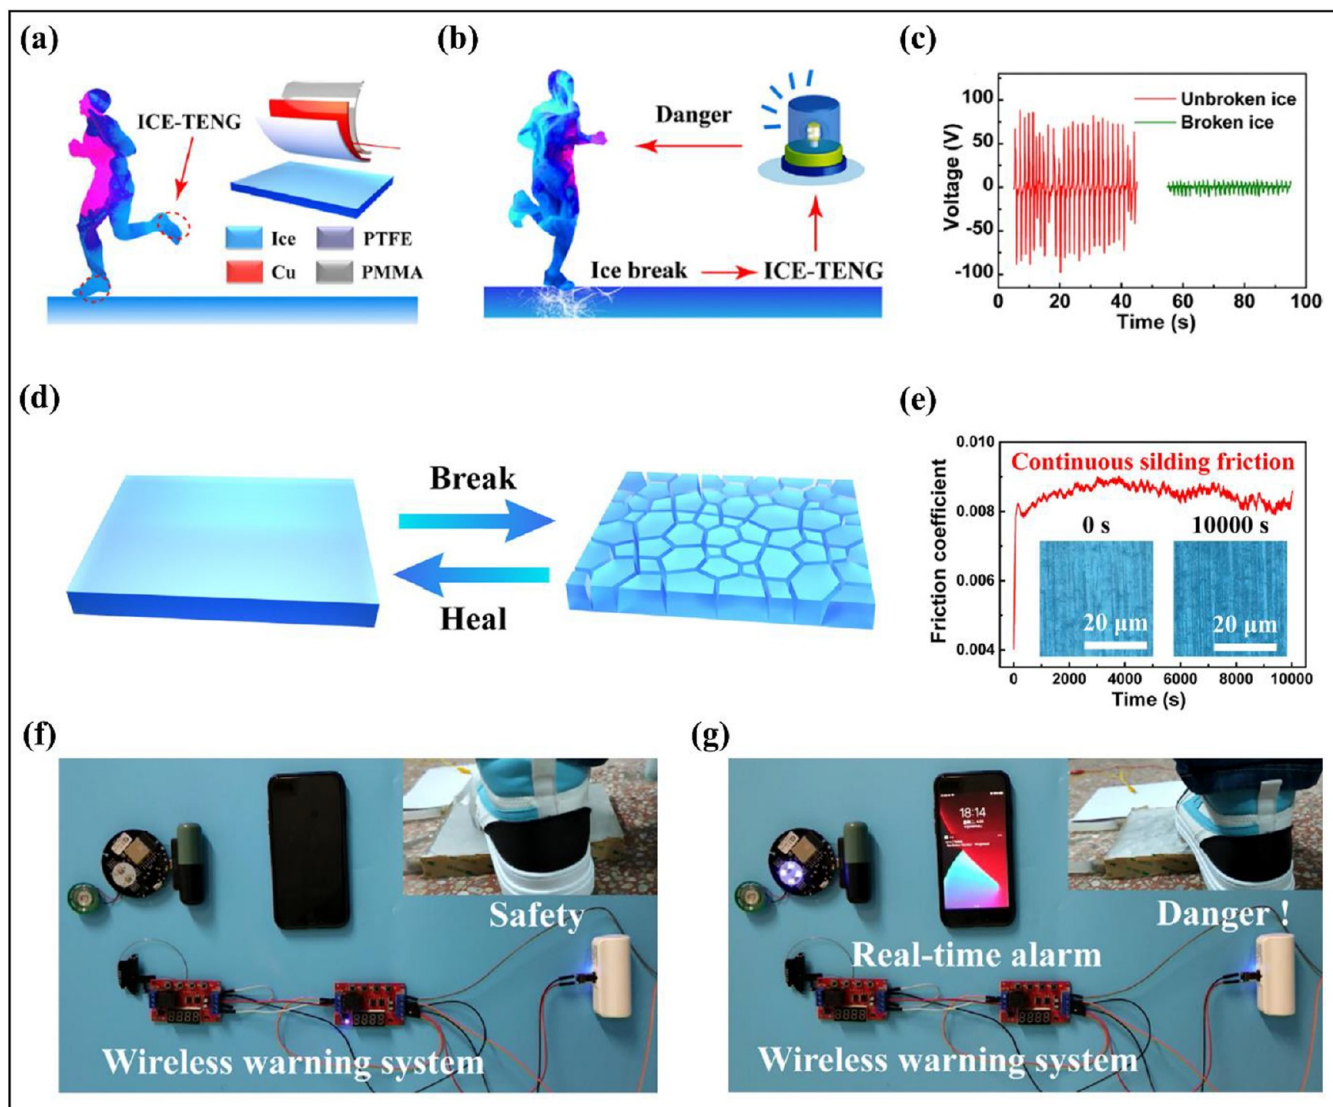 (a)
ICE-TENG
Ice
PTFE
Cu
PMMA
(b)
Danger
Ice break
ICE-TENG
(c)
Unbroken ice
Broken ice
Voltage (V)
100
50
0
-50
-100
0
20
40
60
80
100
Time (s)
(d)
Break
Heal
(e)
Continuous silding friction
Friction coefficient
0.010
0.008
0.006
0.004
0 s
10000 s
20 μm
20 μm
0
2000
4000
6000
8000
10000
Time (s)
(f)
Safety
Wireless warning system
(g)
18:14
Danger !
Real-time alarm
Wireless warning system